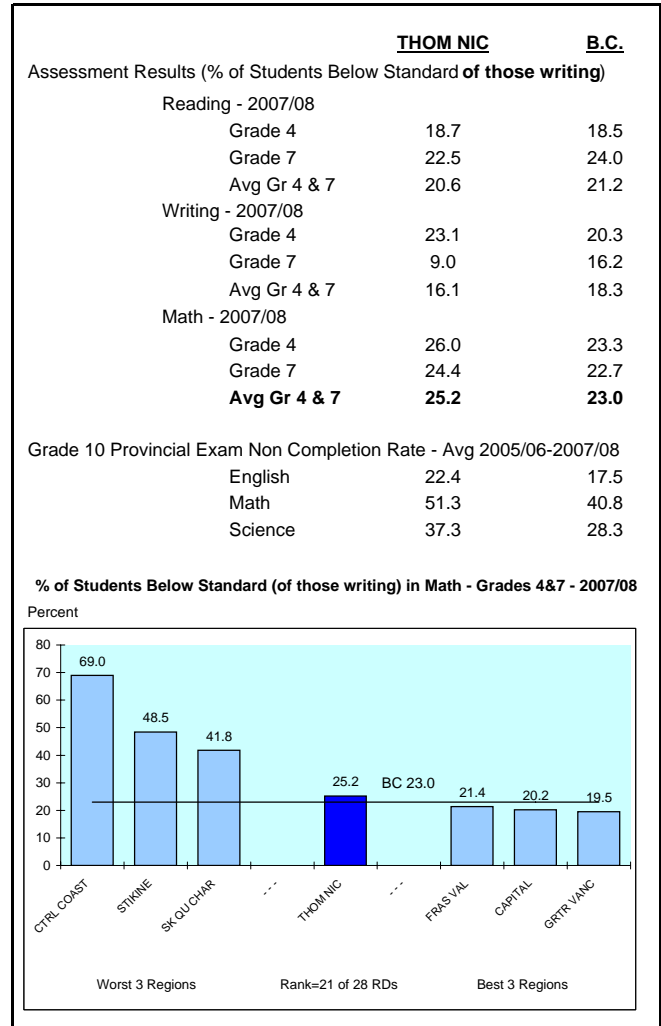 THOM NIC B.C.
Assessment Results (% of Students Below Standard of those writing)
Reading - 2007/08
Grade 4 18.7 18.5
Grade 7 22.5 24.0
Avg Gr 4 & 7 20.6 21.2
Writing - 2007/08
Grade 4 23.1 20.3
Grade 7 9.0 16.2
Avg Gr 4 & 7 16.1 18.3
Math - 2007/08
Grade 4 26.0 23.3
Grade 7 24.4 22.7
Avg Gr 4 & 7 25.2 23.0
Grade 10 Provincial Exam Non Completion Rate - Avg 2005/06-2007/08
English 22.4 17.5
Math 51.3 40.8
Science 37.3 28.3
% of Students Below Standard (of those writing) in Math - Grades 4&7 - 2007/08
Percent
80
70
60
50
40
30
20
10
0
69.0
48.5
41.8
25.2
BC 23.0
21.4
20.2
19.5
CTRL COAST
STIKINE
SK QU CHAR
- - -
THOM NIC
- - -
FRAS VAL
CAPITAL
GRTR VANC
Worst 3 Regions Rank=21 of 28 RDs Best 3 Regions